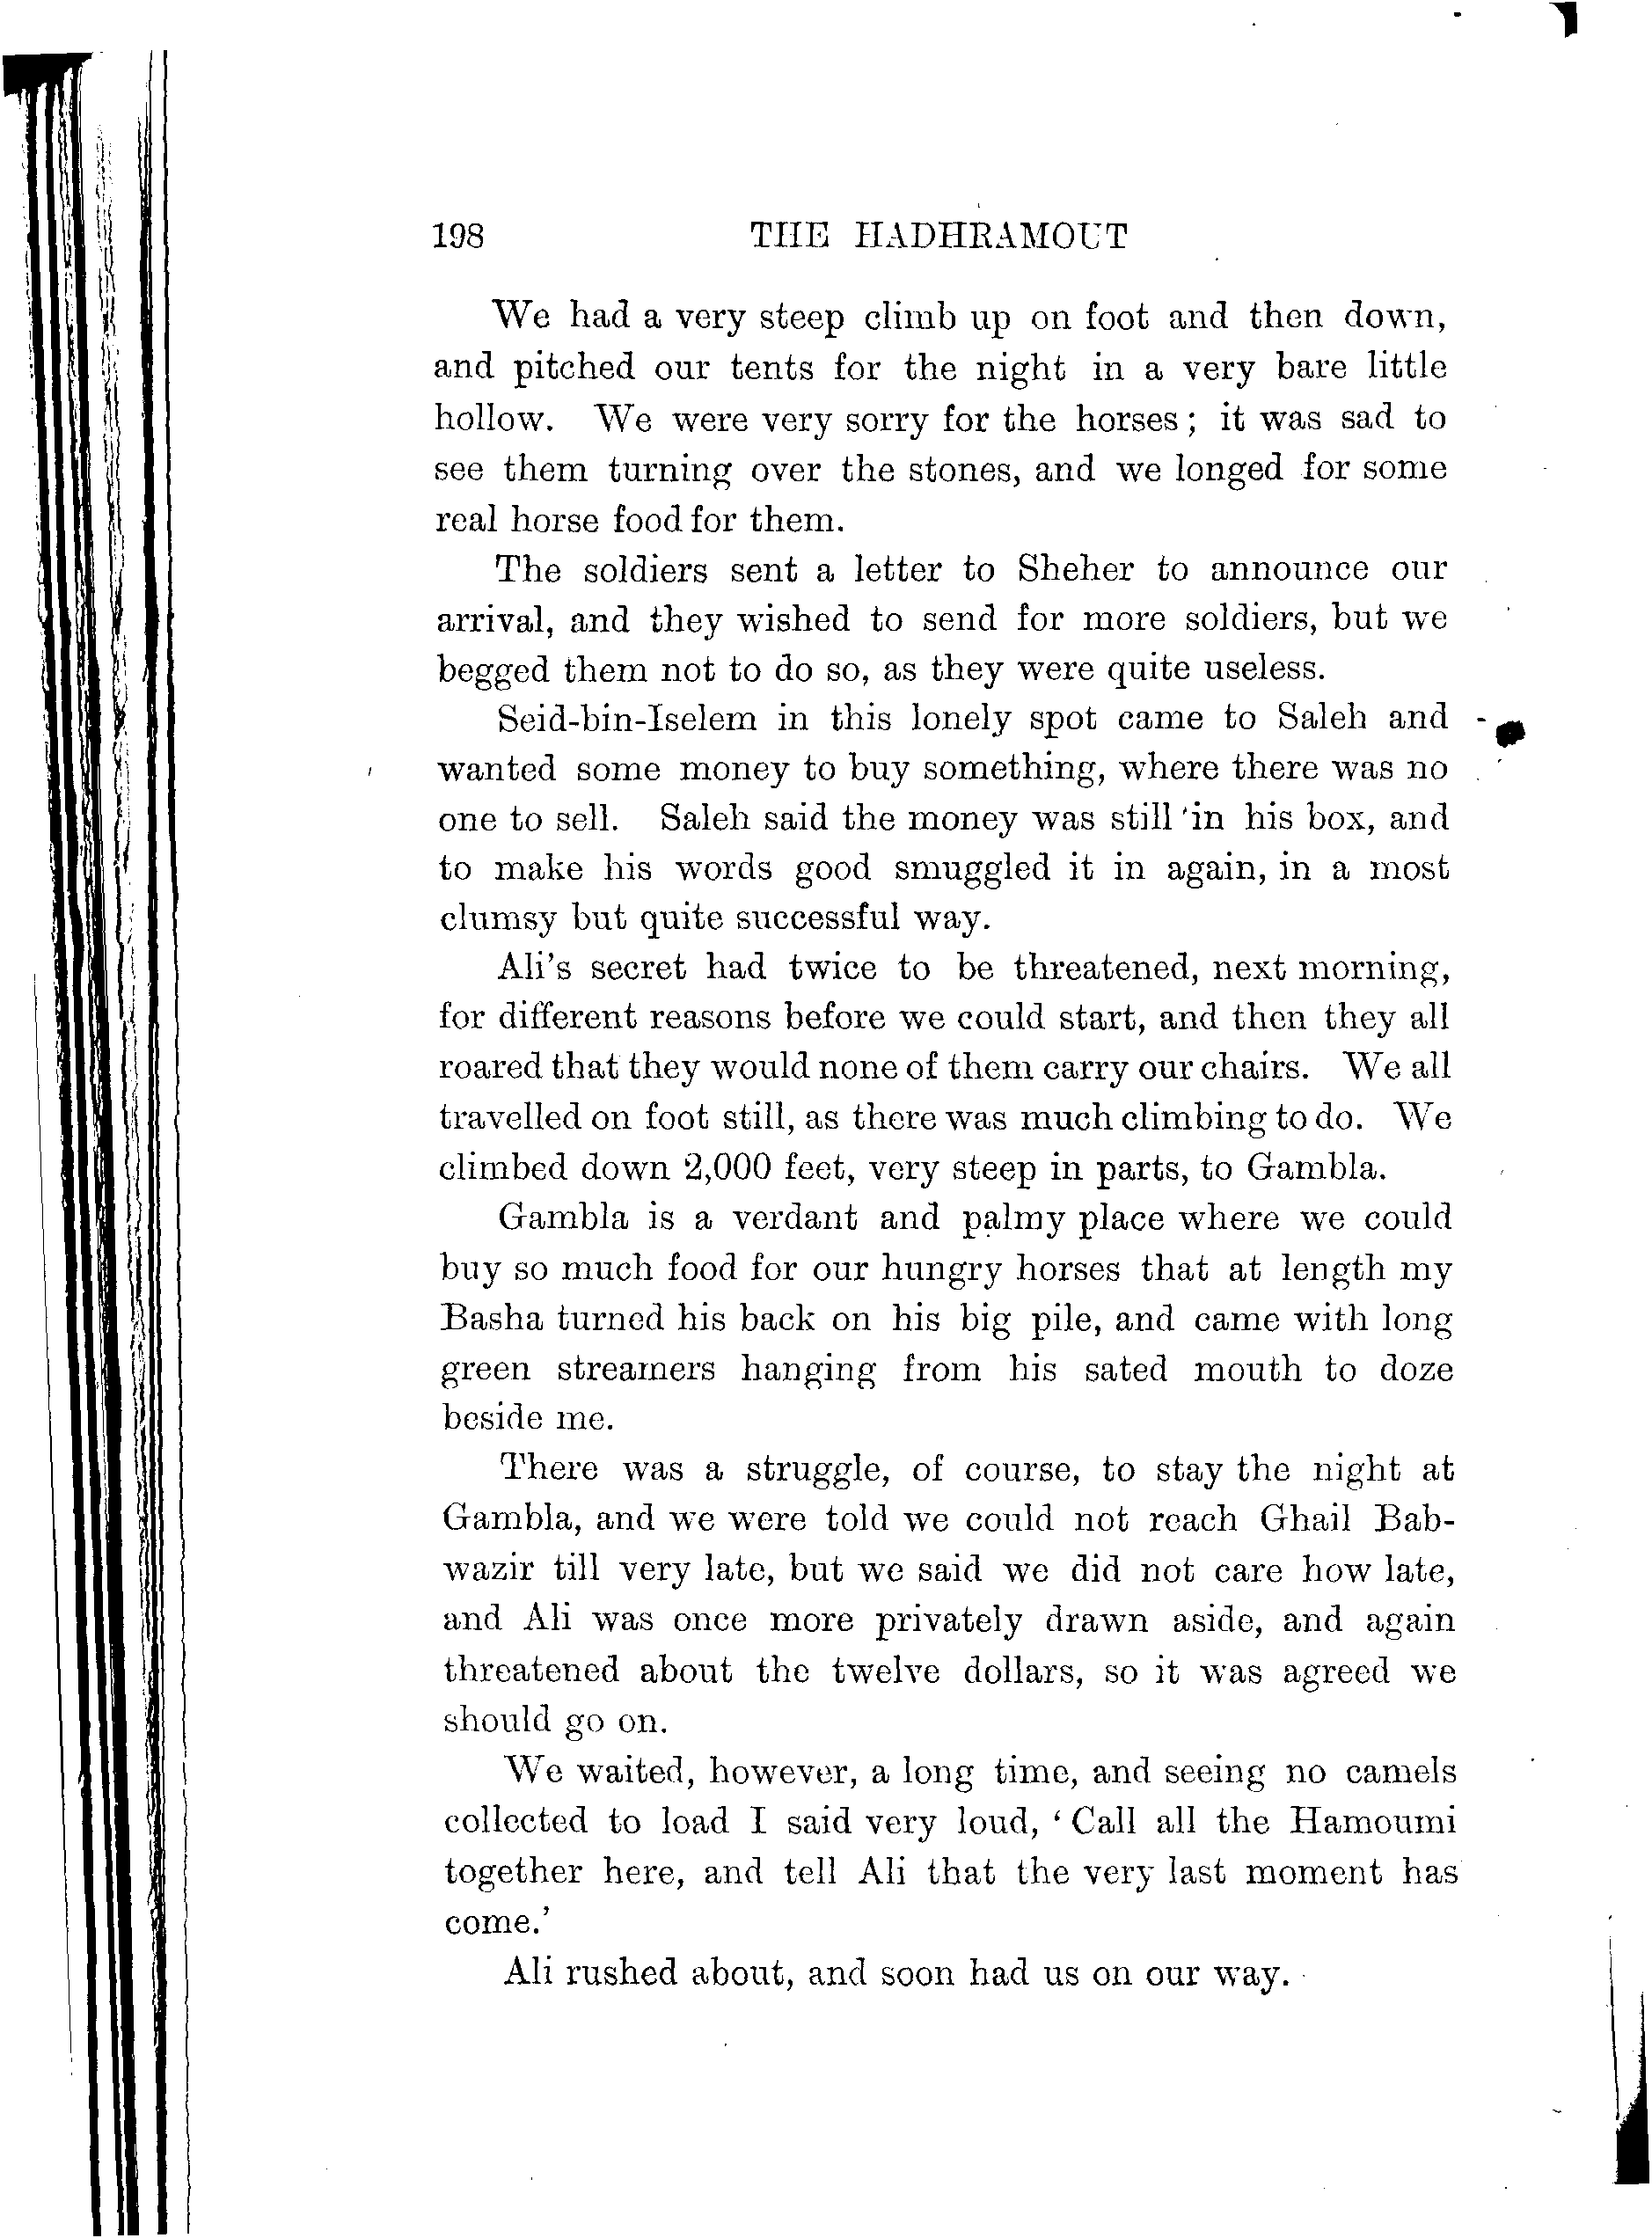 198 THE HADHRAMOUT
We had a very steep climb up on foot and then down,
and pitched our tents for the night in a very bare little
hollow. We were very sorry for the horses; it was sad to
see them turning over the stones, and we longed for some
real horse food for them.
The soldiers sent a letter to Sheher to announce our
arrival, and they wished to send for more soldiers, but we
begged them not to do so, as they were quite useless.
Seid-bin-Iselem in this lonely spot came to Saleh and
wanted some money to buy something, where there was no
one to sell. Saleh said the money was still in his box, and
to make his words good smuggled it in again, in a most
clumsy but quite successful way.
Ali's secret had twice to be threatened, next morning,
for different reasons before we could start, and then they all
roared that they would none of them carry our chairs. We all
travelled on foot still, as there was much climbing to do. We
climbed down 2,000 feet, very steep in parts, to Gambla.
Gambla is a verdant and palmy place where we could
buy so much food for our hungry horses that at length my
Basha turned his back on his big pile, and came with long
green streamers hanging from his sated mouth to doze
beside me.
There was a struggle, of course, to stay the night at
Gambla, and we were told we could not reach Ghail Bab-
wazir till very late, but we said we did not care how late,
and Ali was once more privately drawn aside, and again
threatened about the twelve dollars, so it was agreed we
should go on.
We waited, however, a long time, and seeing no camels
collected to load I said very loud, ‘Call all the Hamoumi
together here, and tell Ali that the very last moment has
come.’
Ali rushed about, and soon had us on our way.